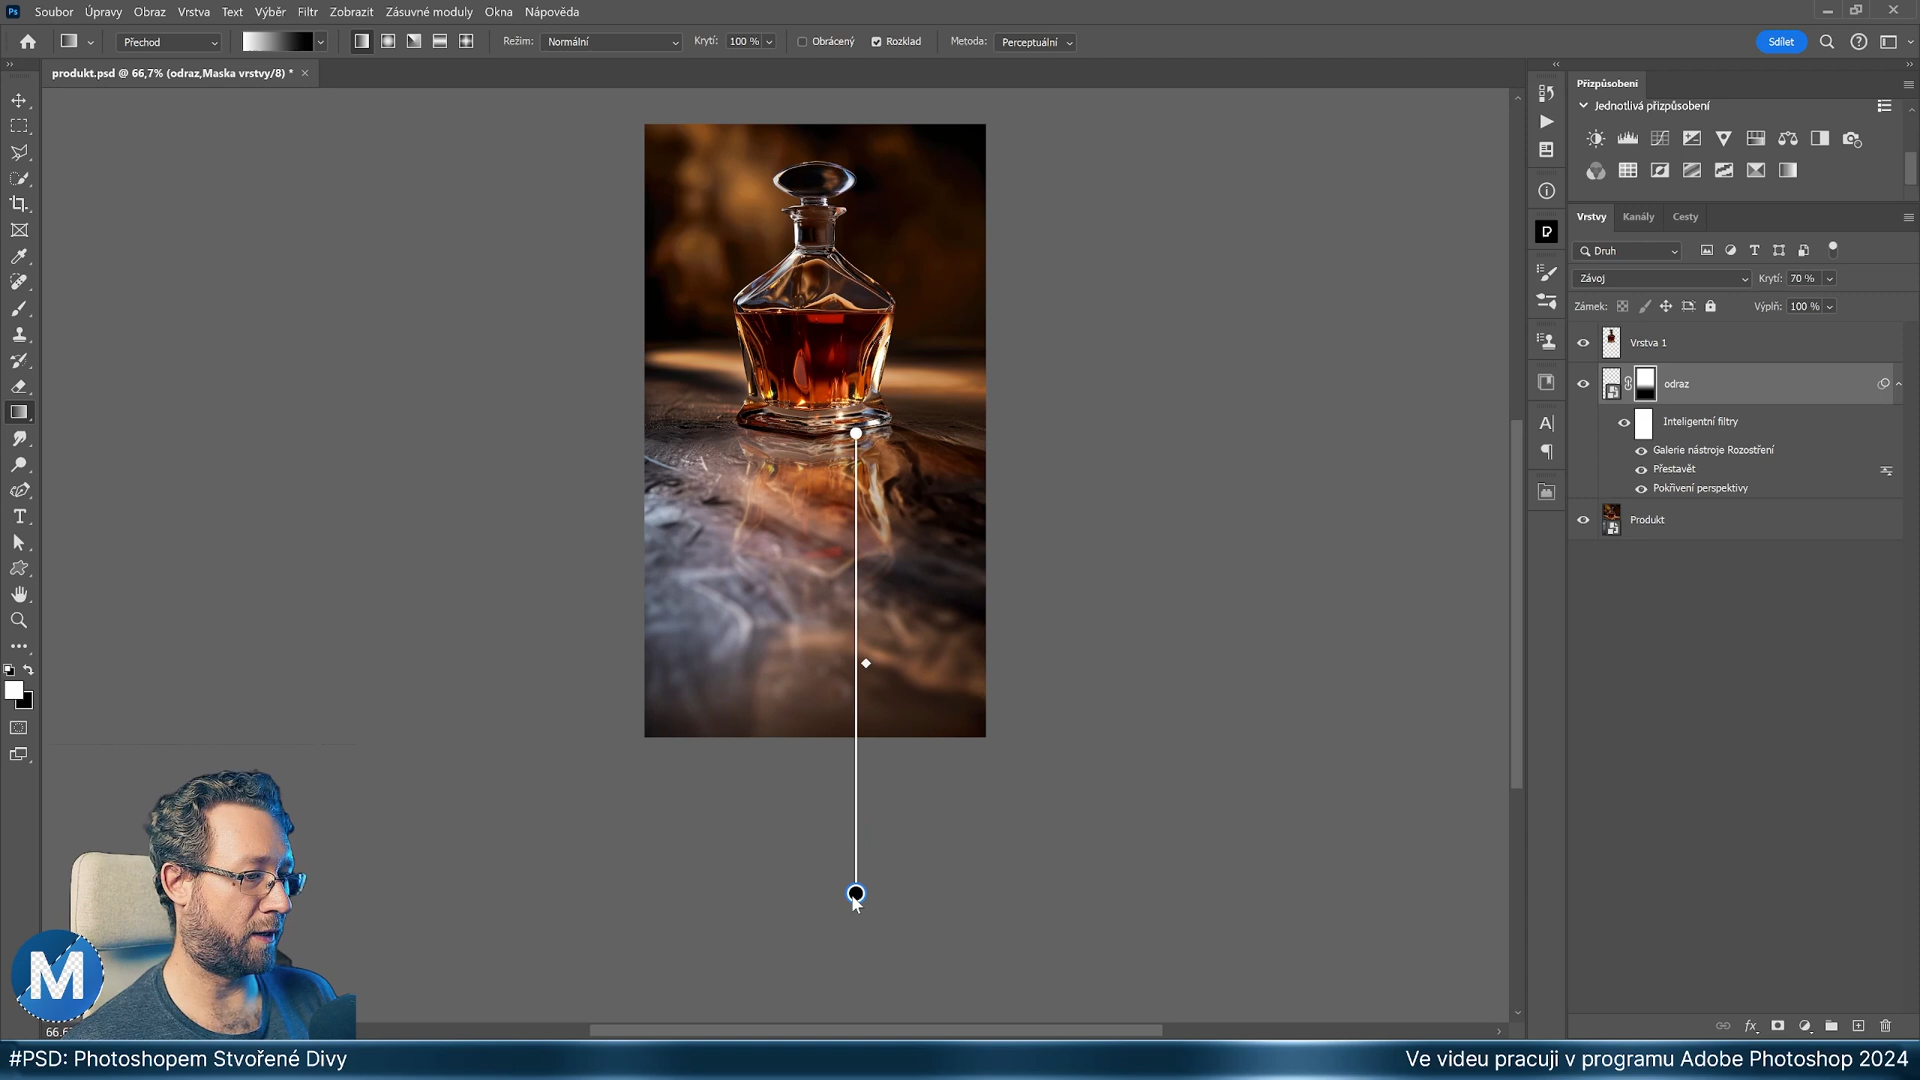 Ps Soubor Úpravy Obraz Vrstva Text Výběr Filtr Zobrazit Zásuvné moduly Okna Nápověda
Přechod Režim: Normální Krytí: 100 % Obrácený Rozklad Metoda: Perceptuální Sdílet
produkt.psd @ 66,7% (odraz,Maska vrstvy/8) * ×
Přizpůsobení
Jednotlivá přizpůsobení
Vrstvy Kanály Cesty
Druh
Závoj Krytí: 70 %
Zámek: Výplň: 100 %
Vrstva 1
odraz
Inteligentní filtry
Galerie nástroje Rozostření
Přestavět
Pokřivení perspektivy
Produkt
M
#PSD: Photoshopem Stvořené Divy
Ve videu pracuji v programu Adobe Photoshop 2024